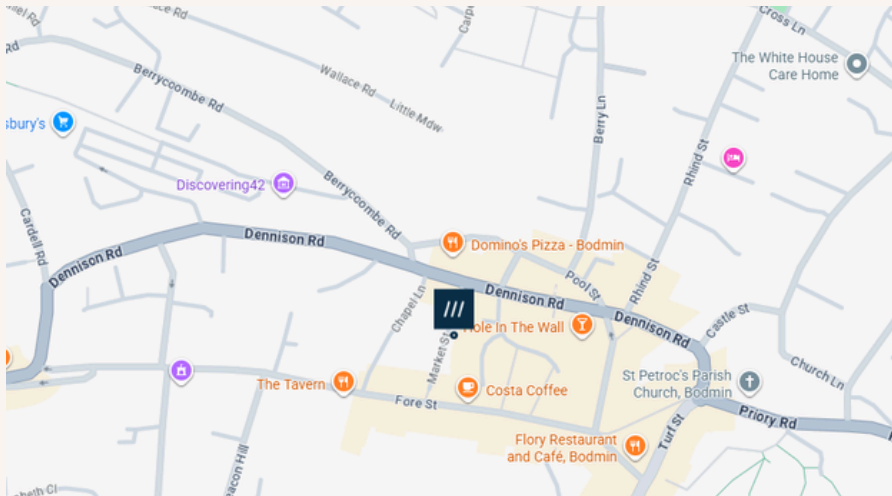 Cross Ln
The White House
Care Home
Berrycoombe Rd
Wallace Rd
Little Mdw
Berry Ln
Rhind St
sbury's
Discovering42
Berrycoombe Rd
Cardell Rd
Dennison Rd
Dennison Rd
Domino's Pizza - Bodmin
Pool St
Rhind St
Dennison Rd
Chapel Ln
Dennison Rd
Hole In The Wall
Castle St
Market St
The Tavern
Costa Coffee
Fore St
St Petroc's Parish
Church, Bodmin
Church Ln
Priory Rd
Turf St
Flory Restaurant
and Café, Bodmin
eacon Hill